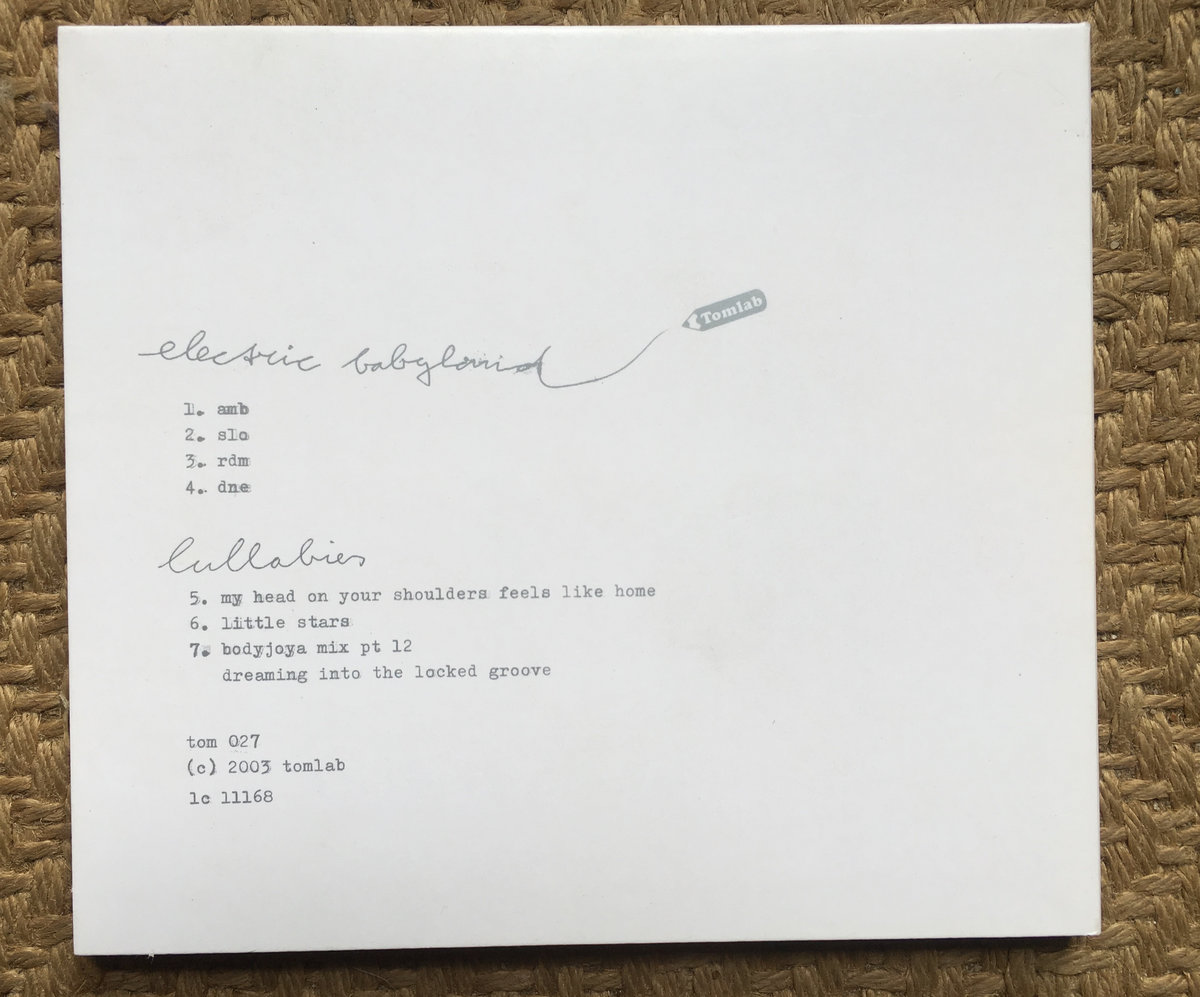 Tomlab
electric babyland
1. amb
2. slo
3. rdm
4. dne
lullabies
5. my head on your shoulders feels like home
6. little stars
7. bodyjoya mix pt 12
dreaming into the locked groove
tom 027
(c) 2003 tomlab
lc 11168